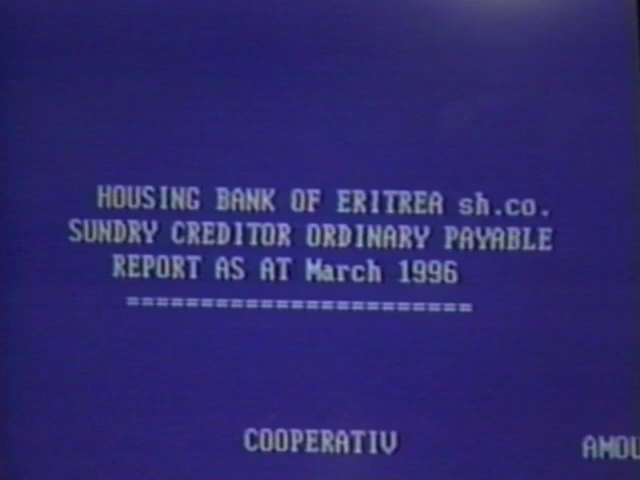 HOUSING BANK OF ERITREA sh.co.
SUNDRY CREDITOR ORDINARY PAYABLE
REPORT AS AT March 1996
========================
COOPERATIV AMOU